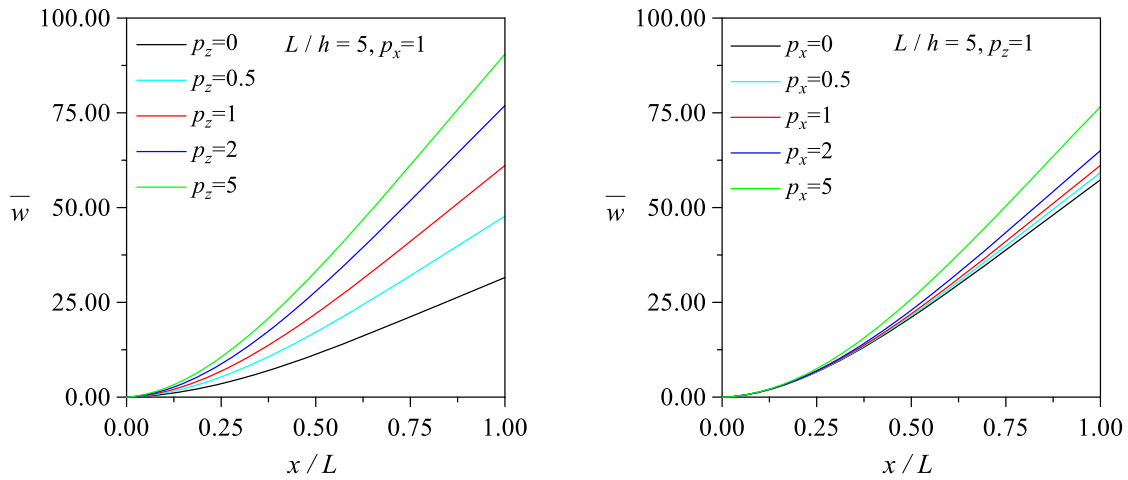 100.00
75.00
50.00
25.00
0.00
w
p_z=0
p_z=0.5
p_z=1
p_z=2
p_z=5
L / h = 5, p_x=1
0.00 0.25 0.50 0.75 1.00
x / L
100.00
75.00
50.00
25.00
0.00
w
p_x=0
p_x=0.5
p_x=1
p_x=2
p_x=5
L / h = 5, p_z=1
0.00 0.25 0.50 0.75 1.00
x / L